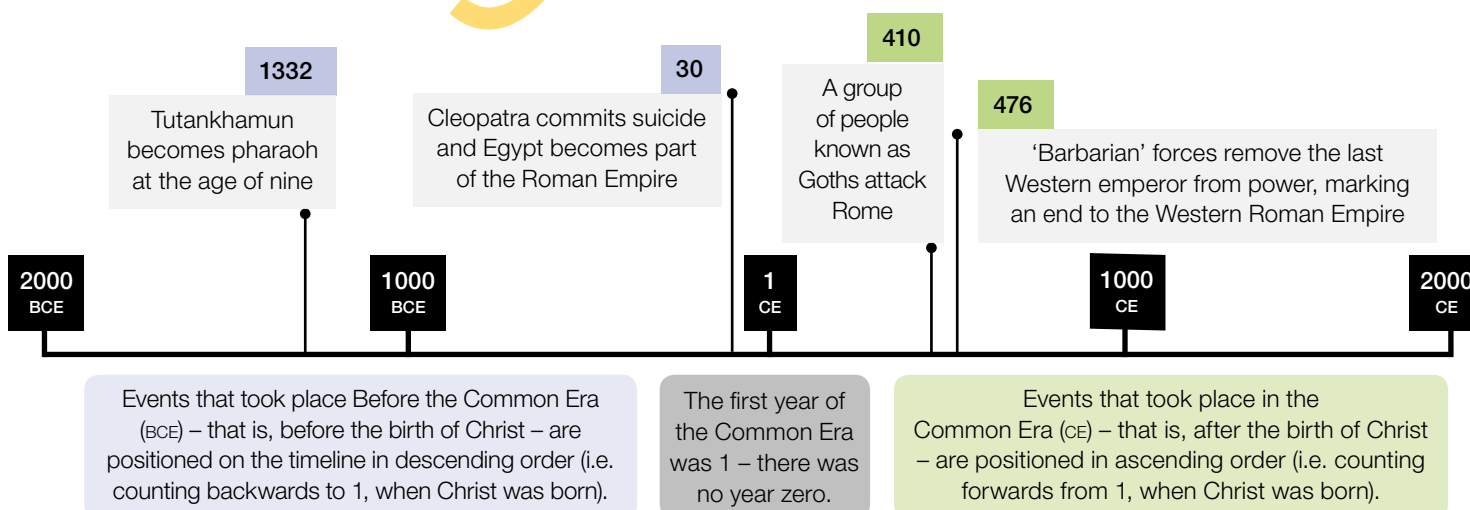 1332
Tutankhamun
becomes pharaoh
at the age of nine
30
Cleopatra commits suicide
and Egypt becomes part
of the Roman Empire
410
A group
of people
known as
Goths attack
Rome
476
‘Barbarian’ forces remove the last
Western emperor from power, marking
an end to the Western Roman Empire
2000
BCE
1000
BCE
1
CE
1000
CE
2000
CE
Events that took place Before the Common Era
(BCE) – that is, before the birth of Christ – are
positioned on the timeline in descending order (i.e.
counting backwards to 1, when Christ was born).
The first year of
the Common Era
was 1 – there was
no year zero.
Events that took place in the
Common Era (CE) – that is, after the birth of Christ
– are positioned in ascending order (i.e. counting
forwards from 1, when Christ was born).